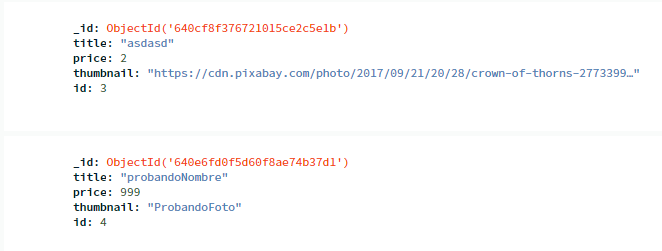 _id: ObjectId('640cf8f376721015ce2c5e1b')
title: "asdasd"
price: 2
thumbnail: "https://cdn.pixabay.com/photo/2017/09/21/20/28/crown-of-thorns-2773399…"
id: 3
_id: ObjectId('640e6fd0f5d60f8ae74b37d1')
title: "probandoNombre"
price: 999
thumbnail: "ProbandoFoto"
id: 4